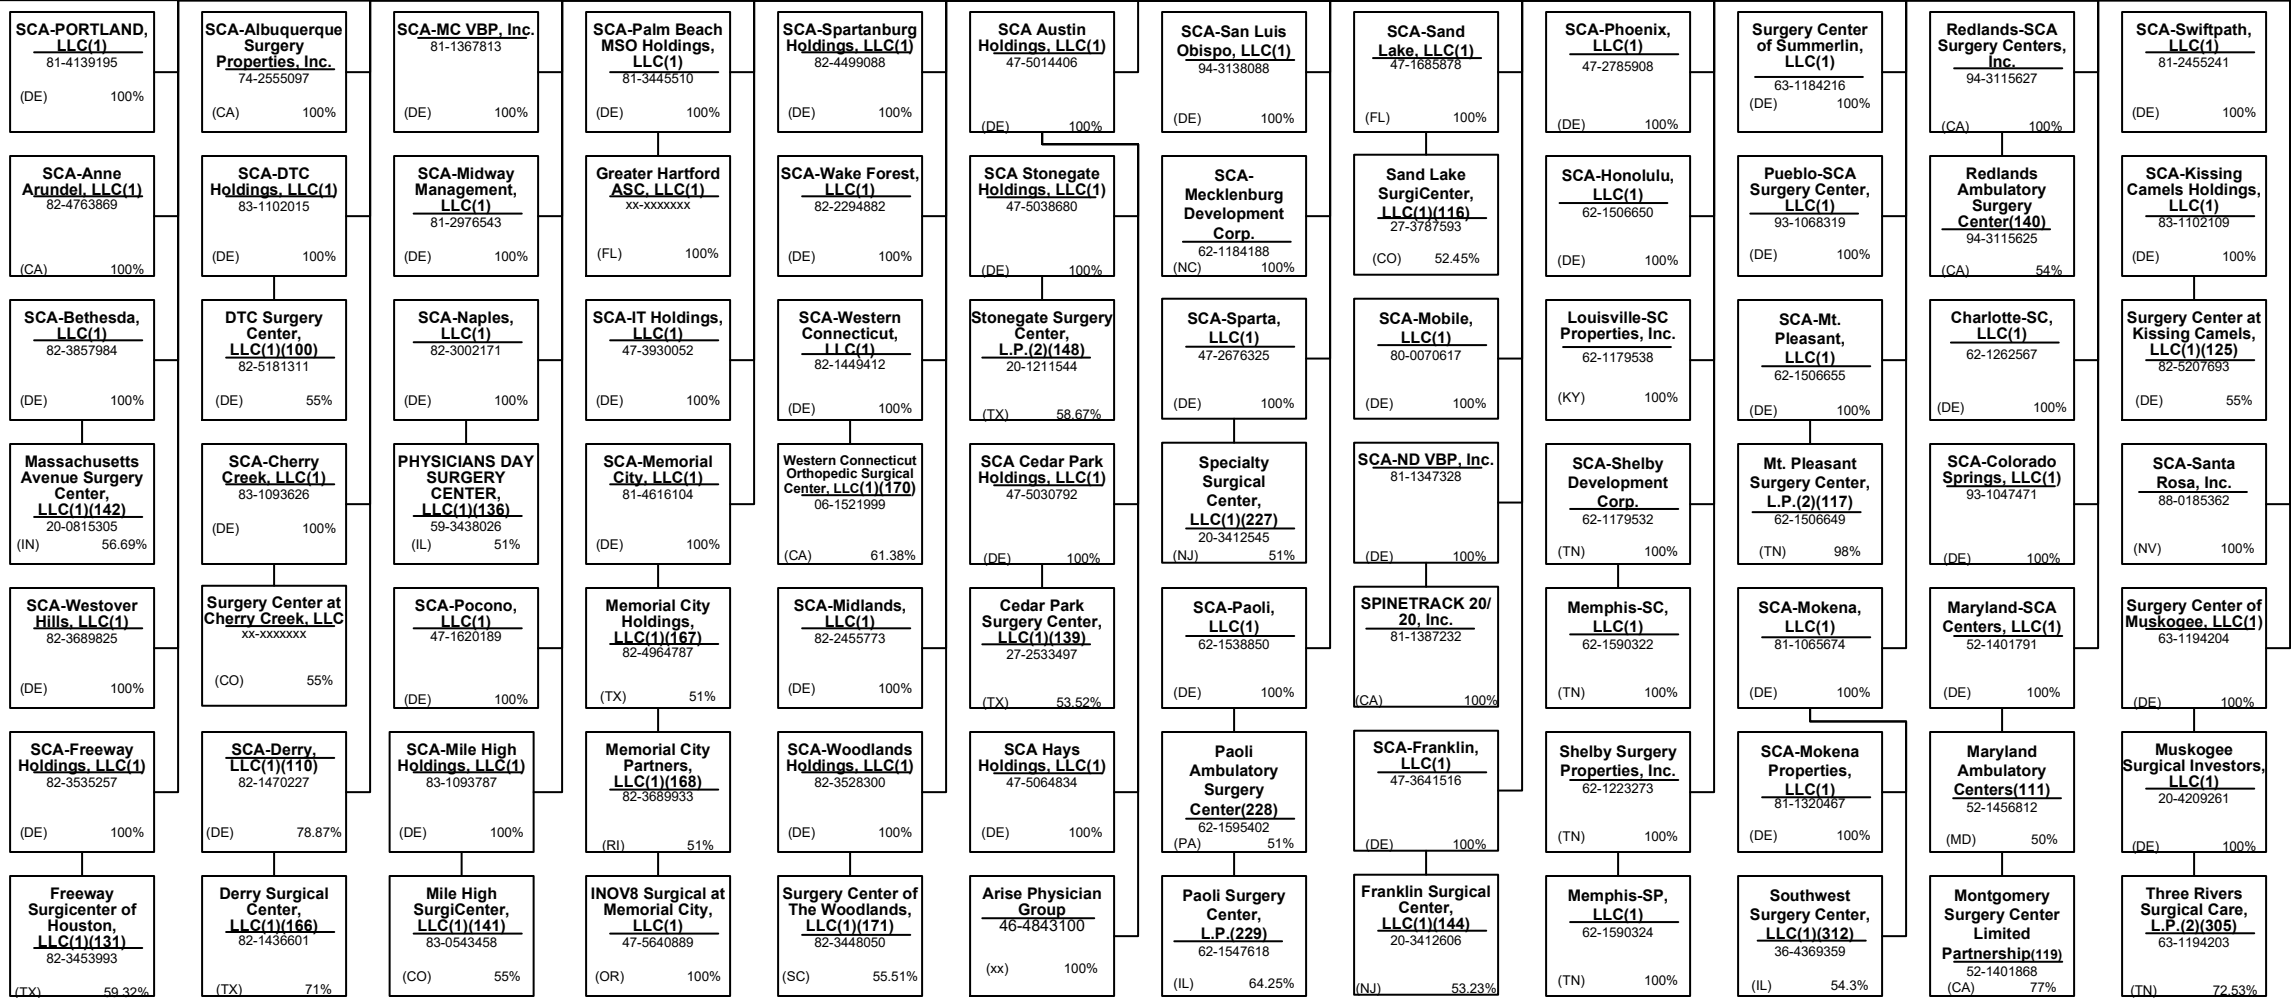 SCA-PORTLAND,
LLC(1)
81-4139195
(DE) 100%
SCA-Anne
Arundel, LLC(1)
82-4763869
(CA) 100%
SCA-Bethesda,
LLC(1)
82-3857984
(DE) 100%
Massachusetts
Avenue Surgery
Center,
LLC(1)(142)
20-0815305
(IN) 56.69%
SCA-Westover
Hills, LLC(1)
82-3689825
(DE) 100%
SCA-Freeway
Holdings, LLC(1)
82-3535257
(DE) 100%
Freeway
Surgicenter of
Houston,
LLC(1)(131)
82-3453993
(TX) 59.32%
SCA-Albuquerque
Surgery
Properties, Inc.
74-2555097
(CA) 100%
SCA-DTC
Holdings, LLC(1)
83-1102015
(DE) 100%
DTC Surgery
Center,
LLC(1)(100)
82-5181311
(DE) 55%
SCA-Cherry
Creek, LLC(1)
83-1093626
(DE) 100%
Surgery Center at
Cherry Creek, LLC
xx-xxxxxxx
(CO) 55%
SCA-Derry,
LLC(1)(110)
82-1470227
(DE) 78.87%
Derry Surgical
Center,
LLC(1)(166)
82-1436601
(TX) 71%
SCA-MC VBP, Inc.
81-1367813
(DE) 100%
SCA-Midway
Management,
LLC(1)
81-2976543
(DE) 100%
SCA-Naples,
LLC(1)
82-3002171
(DE) 100%
PHYSICIANS DAY
SURGERY
CENTER,
LLC(1)(136)
59-3438026
(IL) 51%
SCA-Pocono,
LLC(1)
47-1620189
(DE) 100%
SCA-Mile High
Holdings, LLC(1)
83-1093787
(DE) 100%
Mile High
SurgiCenter,
LLC(1)(141)
83-0543458
(CO) 55%
SCA-Palm Beach
MSO Holdings,
LLC(1)
81-3445510
(DE) 100%
Greater Hartford
ASC, LLC(1)
xx-xxxxxxx
(FL) 100%
SCA-IT Holdings,
LLC(1)
47-3930052
(DE) 100%
SCA-Memorial
City, LLC(1)
81-4616104
(DE) 100%
Memorial City
Holdings,
LLC(1)(167)
82-4964787
(TX) 51%
Memorial City
Partners,
LLC(1)(168)
82-3689933
(RI) 51%
INOV8 Surgical at
Memorial City,
LLC(1)
47-5640889
(OR) 100%
SCA-Spartanburg
Holdings, LLC(1)
82-4499088
(DE) 100%
SCA-Wake Forest,
LLC(1)
82-2294882
(DE) 100%
SCA-Western
Connecticut,
LLC(1)
82-1449412
(DE) 100%
Western Connecticut
Orthopedic Surgical
Center, LLC(1)(170)
06-1521999
(CA) 61.38%
SCA-Midlands,
LLC(1)
82-2455773
(DE) 100%
SCA-Woodlands
Holdings, LLC(1)
82-3528300
(DE) 100%
Surgery Center of
The Woodlands,
LLC(1)(171)
82-3448050
(SC) 55.51%
SCA Austin
Holdings, LLC(1)
47-5014406
(DE) 100%
SCA Stonegate
Holdings, LLC(1)
47-5038680
(DE) 100%
Stonegate Surgery
Center,
L.P.(2)(148)
20-1211544
(TX) 58.67%
SCA Cedar Park
Holdings, LLC(1)
47-5030792
(DE) 100%
Cedar Park
Surgery Center,
LLC(1)(139)
27-2533497
(TX) 53.52%
SCA Hays
Holdings, LLC(1)
47-5064834
(DE) 100%
Arise Physician
Group
46-4843100
(xx) 100%
SCA-San Luis
Obispo, LLC(1)
94-3138088
(DE) 100%
SCA-
Mecklenburg
Development
Corp.
62-1184188
(NC) 100%
SCA-Sparta,
LLC(1)
47-2676325
(DE) 100%
Specialty
Surgical
Center,
LLC(1)(227)
20-3412545
(NJ) 51%
SCA-Paoli,
LLC(1)
62-1538850
(DE) 100%
Paoli
Ambulatory
Surgery
Center(228)
62-1595402
(PA) 51%
Paoli Surgery
Center,
L.P.(229)
62-1547618
(IL) 64.25%
SCA-Sand
Lake, LLC(1)
47-1685878
(FL) 100%
Sand Lake
SurgiCenter,
LLC(1)(116)
27-3787593
(CO) 52.45%
SCA-Mobile,
LLC(1)
80-0070617
(DE) 100%
SCA-ND VBP, Inc.
81-1347328
(DE) 100%
SPINETRACK 20/
20, Inc.
81-1387232
(CA) 100%
SCA-Franklin,
LLC(1)
47-3641516
(DE) 100%
Franklin Surgical
Center,
LLC(1)(144)
20-3412606
(NJ) 53.23%
SCA-Phoenix,
LLC(1)
47-2785908
(DE) 100%
SCA-Honolulu,
LLC(1)
62-1506650
(DE) 100%
Louisville-SC
Properties, Inc.
62-1179538
(KY) 100%
SCA-Shelby
Development
Corp.
62-1179532
(TN) 100%
Memphis-SC,
LLC(1)
62-1590322
(TN) 100%
Shelby Surgery
Properties, Inc.
62-1223273
(TN) 100%
Memphis-SP,
LLC(1)
62-1590324
(TN) 100%
Surgery Center
of Summerlin,
LLC(1)
63-1184216
(DE) 100%
Pueblo-SCA
Surgery Center,
LLC(1)
93-1068319
(DE) 100%
SCA-Mt.
Pleasant,
LLC(1)
62-1506655
(DE) 100%
Mt. Pleasant
Surgery Center,
L.P.(2)(117)
62-1506649
(TN) 98%
SCA-Mokena,
LLC(1)
81-1065674
(DE) 100%
SCA-Mokena
Properties,
LLC(1)
81-1320467
(DE) 100%
Southwest
Surgery Center,
LLC(1)(312)
36-4369359
(IL) 54.3%
Redlands-SCA
Surgery Centers,
Inc.
94-3115627
(CA) 100%
Redlands
Ambulatory
Surgery
Center(140)
94-3115625
(CA) 54%
Charlotte-SC,
LLC(1)
62-1262567
(DE) 100%
SCA-Colorado
Springs, LLC(1)
93-1047471
(DE) 100%
Maryland-SCA
Centers, LLC(1)
52-1401791
(DE) 100%
Maryland
Ambulatory
Centers(111)
52-1456812
(MD) 50%
Montgomery
Surgery Center
Limited
Partnership(119)
52-1401868
(CA) 77%
SCA-Swiftpath,
LLC(1)
81-2455241
(DE) 100%
SCA-Kissing
Camels Holdings,
LLC(1)
83-1102109
(DE) 100%
Surgery Center at
Kissing Camels,
LLC(1)(125)
82-5207693
(DE) 55%
SCA-Santa
Rosa, Inc.
88-0185362
(NV) 100%
Surgery Center of
Muskogee, LLC(1)
63-1194204
(DE) 100%
Muskogee
Surgical Investors,
LLC(1)
20-4209261
(DE) 100%
Three Rivers
Surgical Care,
L.P.(2)(305)
63-1194203
(TN) 72.53%